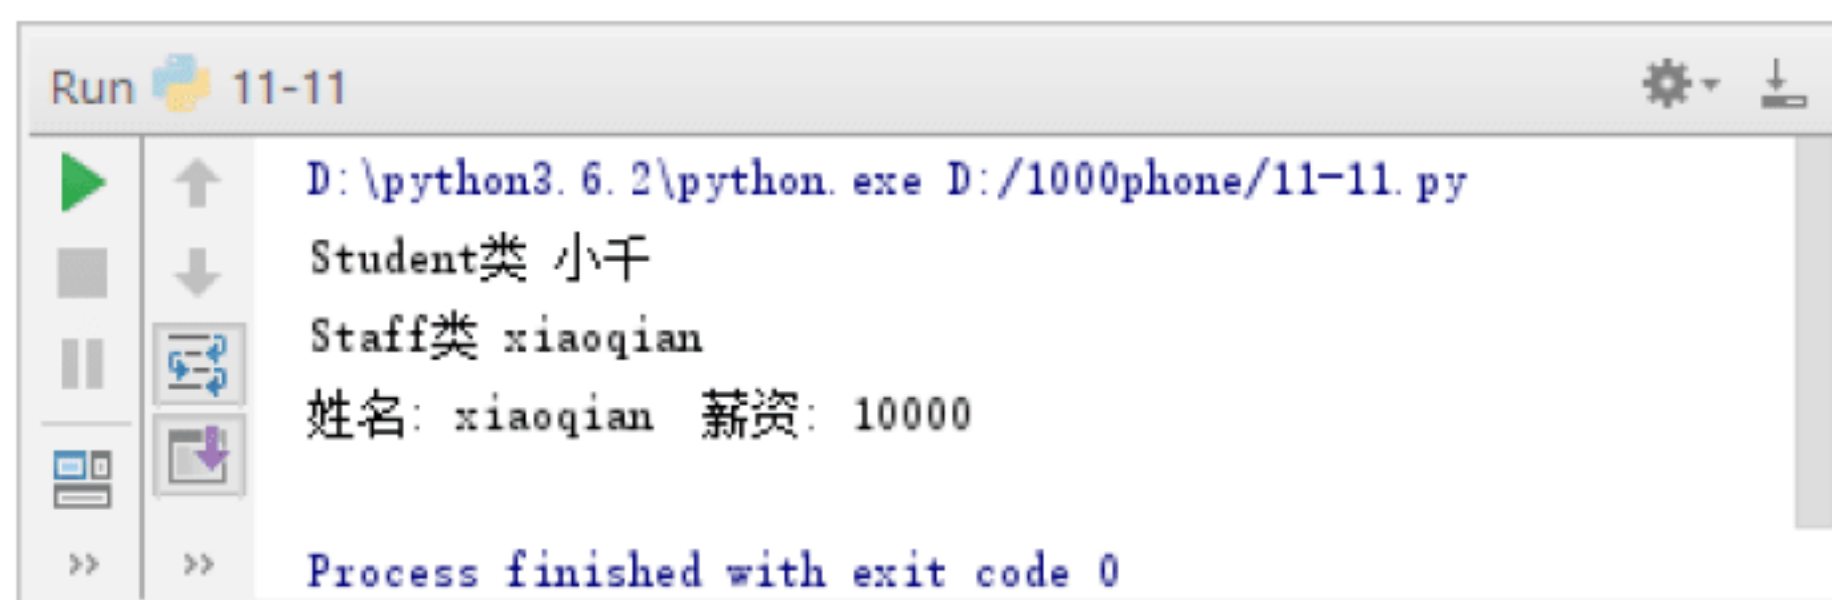 Run 11-11
D:\python3.6.2\python.exe D:/1000phone/11-11.py
Student类 小千
Staff类 xiaoqian
姓名: xiaoqian 薪资: 10000
Process finished with exit code 0